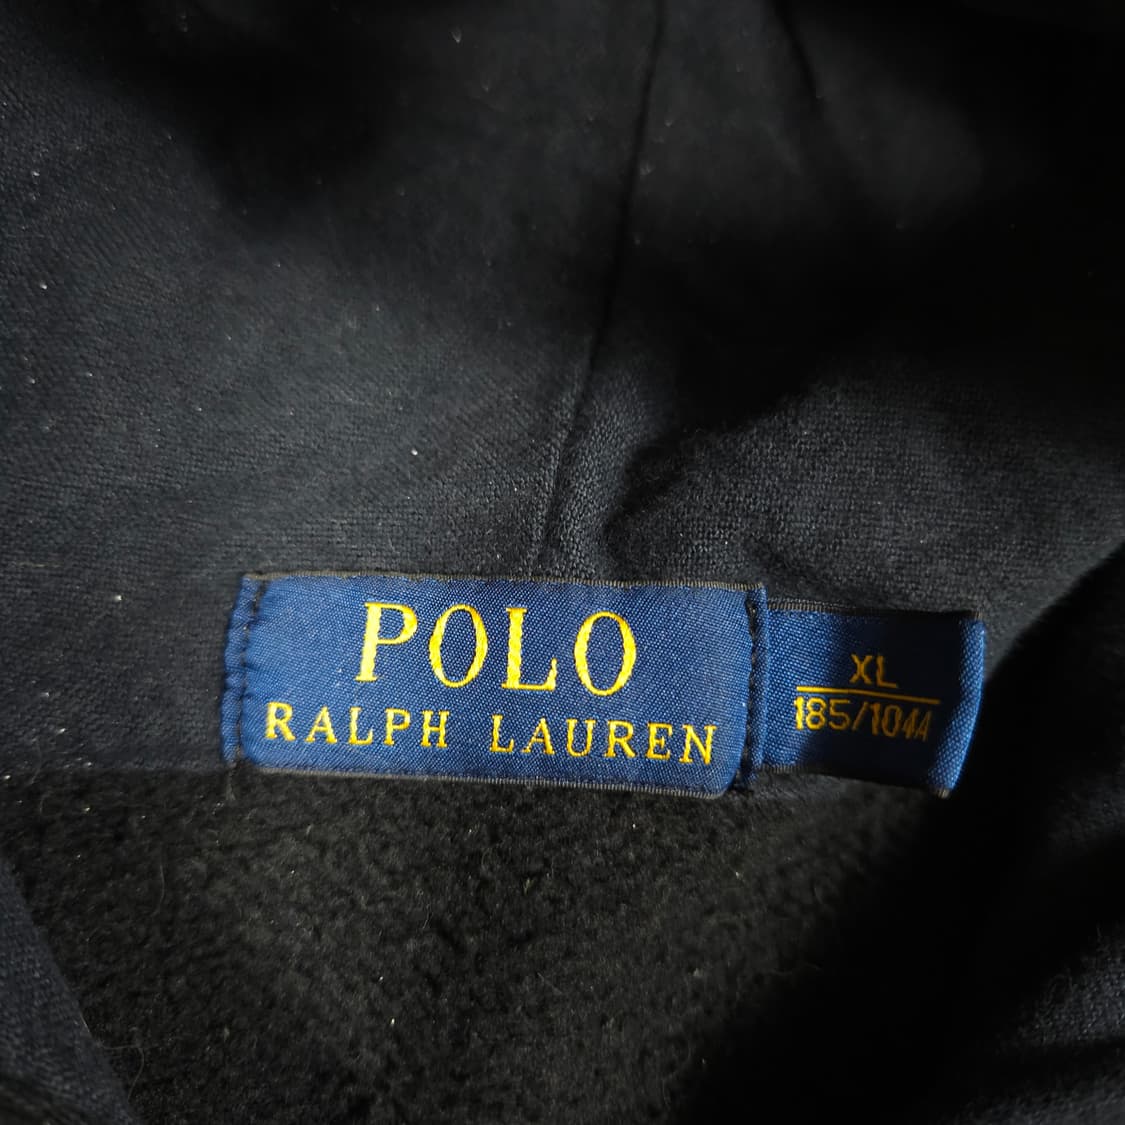 POLO
RALPH LAUREN
XL
185/104A